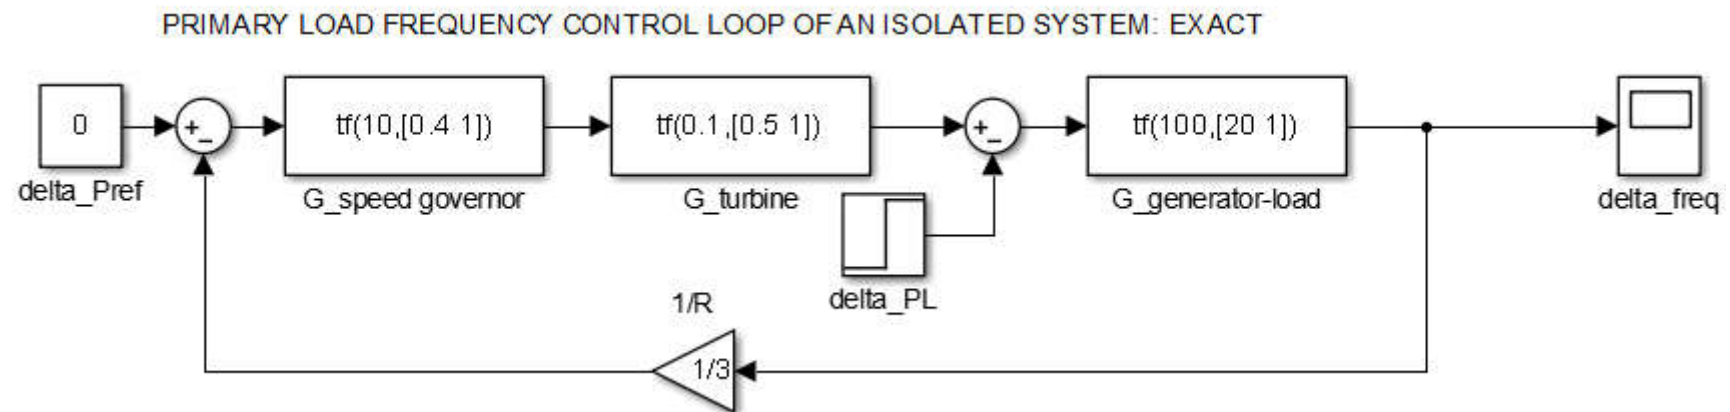 PRIMARY LOAD FREQUENCY CONTROL LOOP OF AN ISOLATED SYSTEM: EXACT
0
+
−
tf(10,[0.4 1])
tf(0.1,[0.5 1])
+
−
tf(100,[20 1])
delta_Pref
G_speed governor
G_turbine
G_generator-load
delta_freq
delta_PL
1/R
1/3